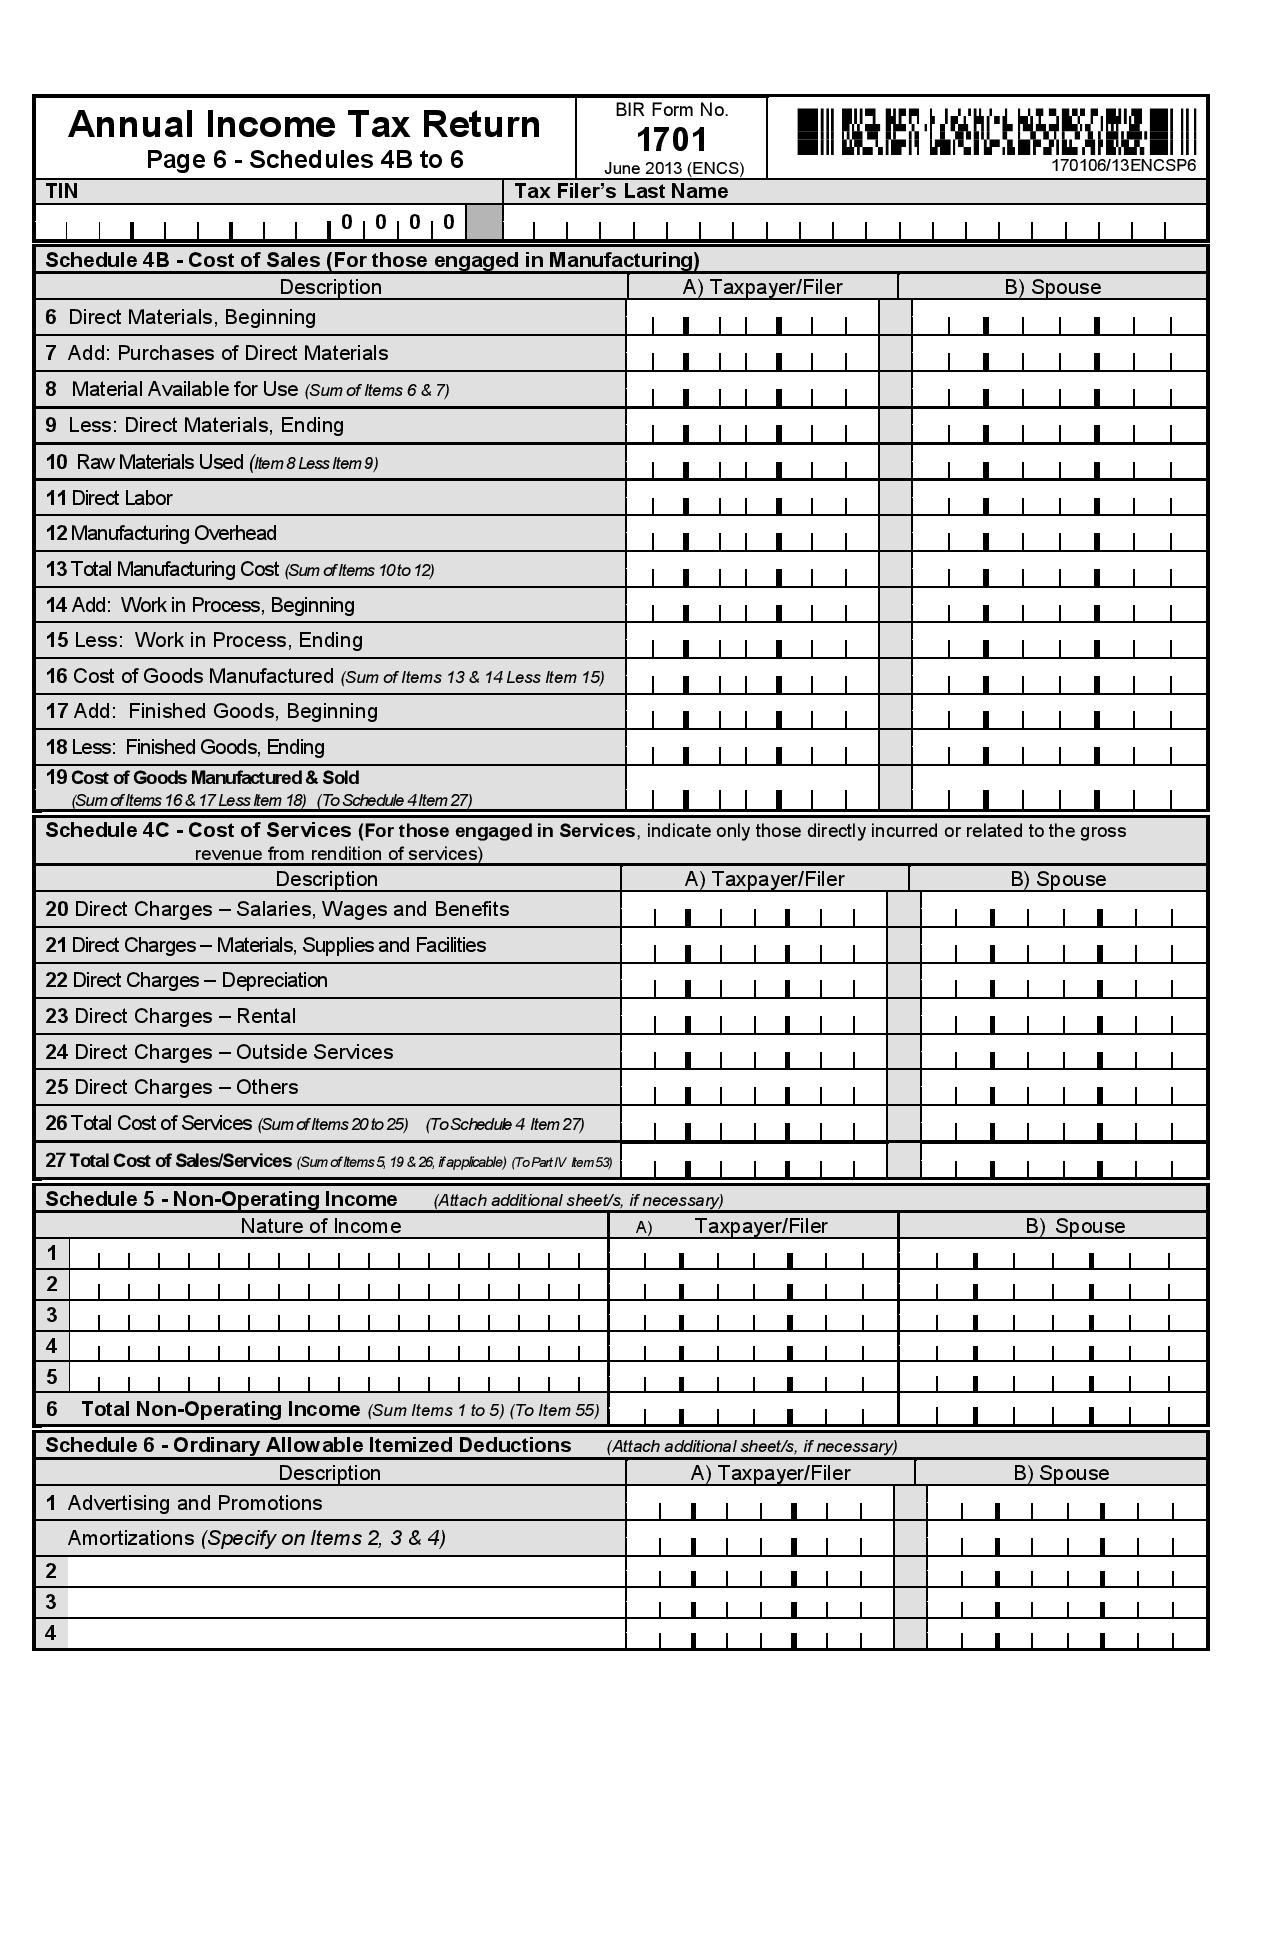 Annual Income Tax Return
Page 6 - Schedules 4B to 6
BIR Form No.
1701
June 2013 (ENCS)
170106/13ENCSP6
TIN
Tax Filer’s Last Name
0 0 0 0
Schedule 4B - Cost of Sales (For those engaged in Manufacturing)
Description A) Taxpayer/Filer B) Spouse
6 Direct Materials, Beginning
7 Add: Purchases of Direct Materials
8 Material Available for Use (Sum of Items 6 & 7)
9 Less: Direct Materials, Ending
10 Raw Materials Used (Item 8 Less Item 9)
11 Direct Labor
12 Manufacturing Overhead
13 Total Manufacturing Cost (Sum of Items 10 to 12)
14 Add: Work in Process, Beginning
15 Less: Work in Process, Ending
16 Cost of Goods Manufactured (Sum of Items 13 & 14 Less Item 15)
17 Add: Finished Goods, Beginning
18 Less: Finished Goods, Ending
19 Cost of Goods Manufactured & Sold
(Sum of Items 16 & 17 Less Item 18) (To Schedule 4 Item 27)
Schedule 4C - Cost of Services (For those engaged in Services, indicate only those directly incurred or related to the gross
revenue from rendition of services)
Description A) Taxpayer/Filer B) Spouse
20 Direct Charges – Salaries, Wages and Benefits
21 Direct Charges – Materials, Supplies and Facilities
22 Direct Charges – Depreciation
23 Direct Charges – Rental
24 Direct Charges – Outside Services
25 Direct Charges – Others
26 Total Cost of Services (Sum of Items 20 to 25) (To Schedule 4 Item 27)
27 Total Cost of Sales/Services (Sum of Items 5, 19 & 26, if applicable) (To Part IV Item 53)
Schedule 5 - Non-Operating Income (Attach additional sheet/s, if necessary)
Nature of Income A) Taxpayer/Filer B) Spouse
1
2
3
4
5
6 Total Non-Operating Income (Sum Items 1 to 5) (To Item 55)
Schedule 6 - Ordinary Allowable Itemized Deductions (Attach additional sheet/s, if necessary)
Description A) Taxpayer/Filer B) Spouse
1 Advertising and Promotions
Amortizations (Specify on Items 2, 3 & 4)
2
3
4